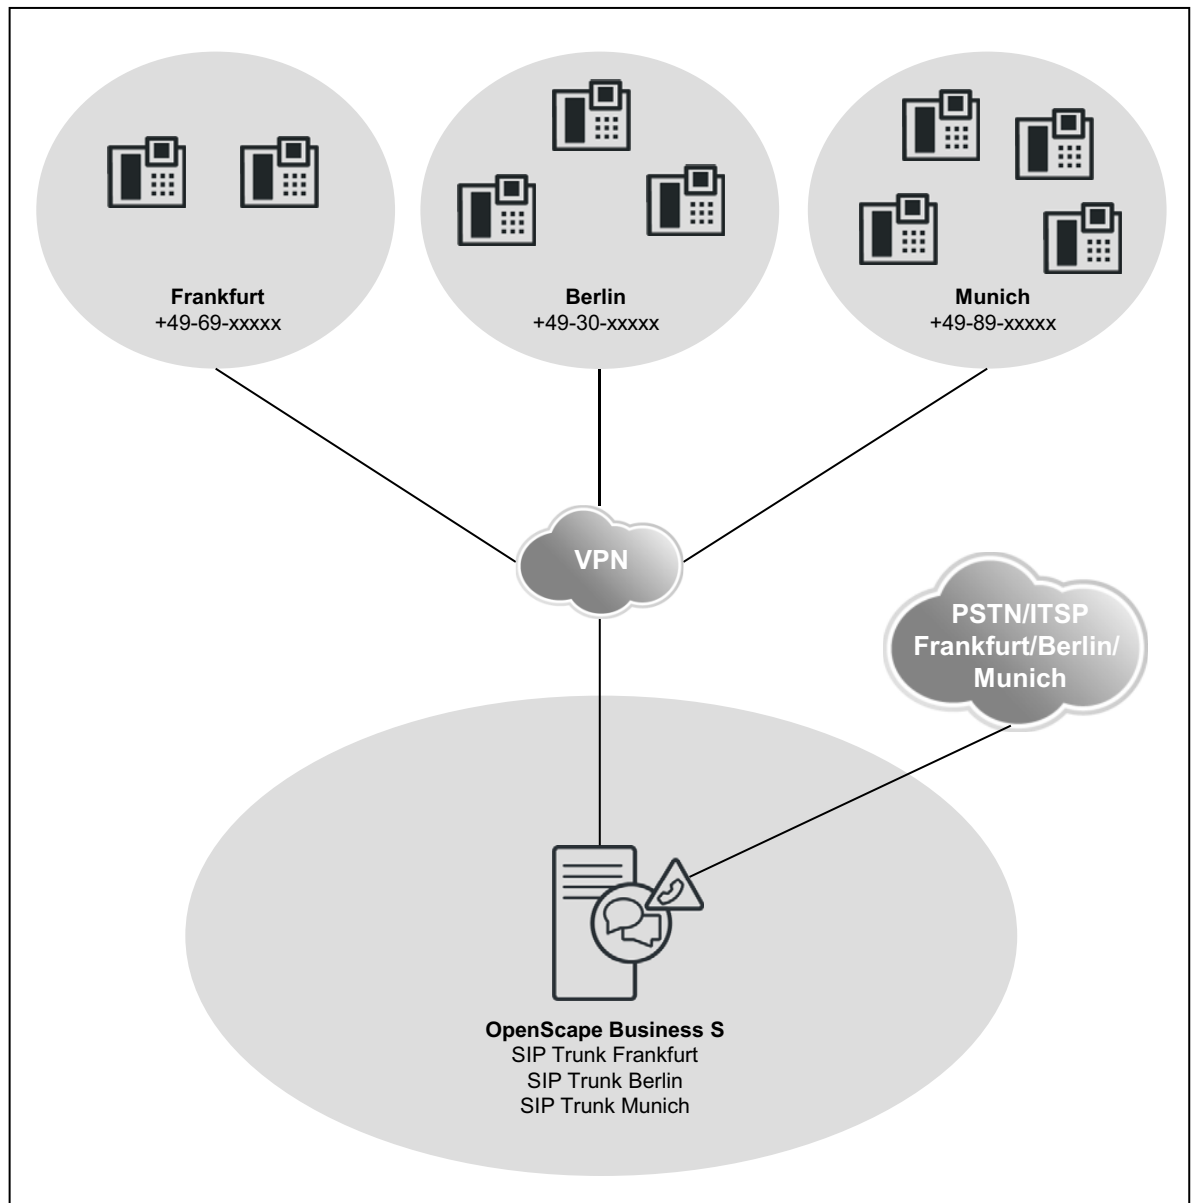 Frankfurt
+49-69-xxxxx
Berlin
+49-30-xxxxx
Munich
+49-89-xxxxx
VPN
PSTN/ITSP
Frankfurt/Berlin/
Munich
OpenScape Business S
SIP Trunk Frankfurt
SIP Trunk Berlin
SIP Trunk Munich